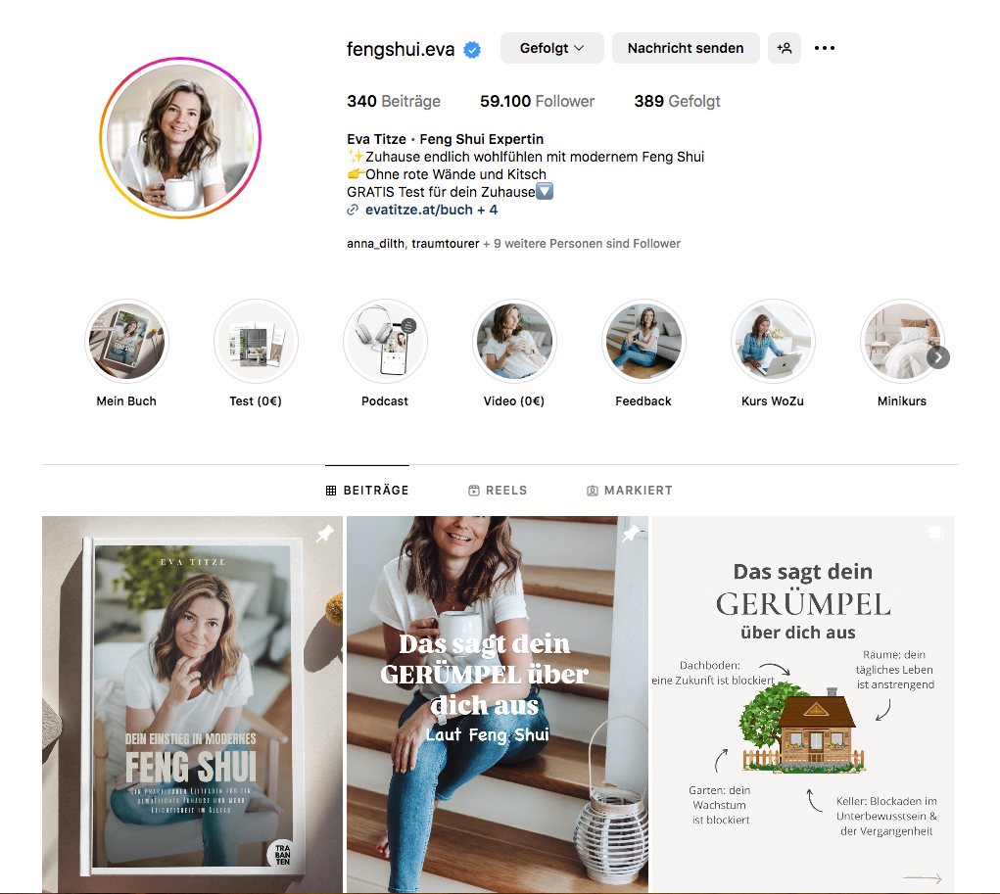 fengshui.eva
Gefolgt
Nachricht senden
340 Beiträge
59.100 Follower
389 Gefolgt
Eva Titze • Feng Shui Expertin
✨Zuhause endlich wohlfühlen mit modernem Feng Shui
👉Ohne rote Wände und Kitsch
GRATIS Test für dein Zuhause🔽
evatitze.at/buch + 4
anna_dilth, traumtourer + 9 weitere Personen sind Follower
FENG SHUI
Mein Buch
Test (0€)
Podcast
Video (0€)
Feedback
Kurs WoZu
Minikurs
BEITRÄGE
REELS
MARKIERT
EVA TITZE
DEIN EINSTIEG IN MODERNES
FENG SHUI
EIN PRAKTISCHER LEITFADEN FÜR EIN
HARMONISCHES ZUHAUSE UND MEHR
LEICHTIGKEIT IM ALLTAG
TRA
BAN
TEN
Das sagt dein
GERÜMPEL über
dich aus
Laut Feng Shui
Das sagt dein
GERÜMPEL
über dich aus
Dachboden:
eine Zukunft ist blockiert
Räume: dein
tägliches Leben
ist anstrengend
Garten: dein
Wachstum
ist blockiert
Keller: Blockaden im
Unterbewusstsein &
der Vergangenheit